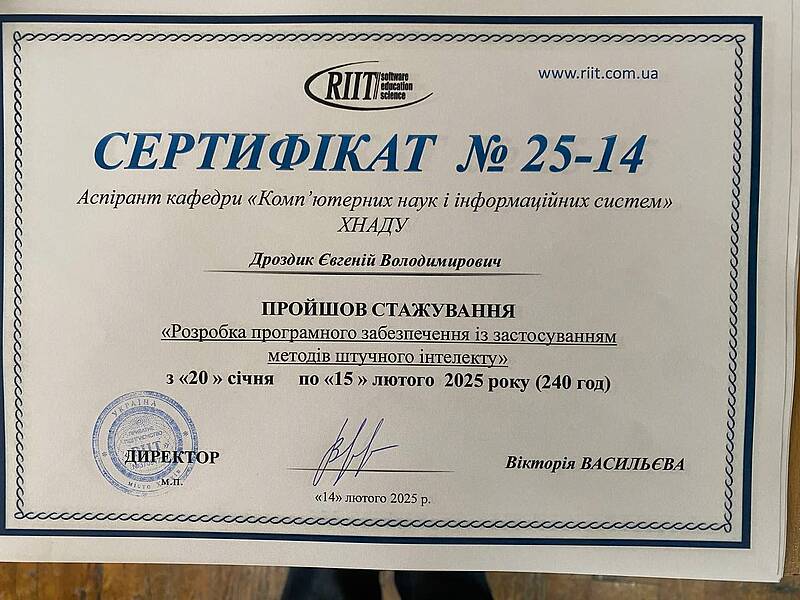 RIIT software
education
science
www.riit.com.ua
СЕРТИФІКАТ № 25-14
Аспірант кафедри «Комп’ютерних наук і інформаційних систем»
ХНАДУ
Дроздик Євгеній Володимирович
ПРОЙШОВ СТАЖУВАННЯ
«Розробка програмного забезпечення із застосуванням
методів штучного інтелекту»
з «20 » січня по «15 » лютого 2025 року (240 год)
УКРАЇНА
ДИРЕКТОР
М.П.
Вікторія ВАСИЛЬЄВА
«14» лютого 2025 р.